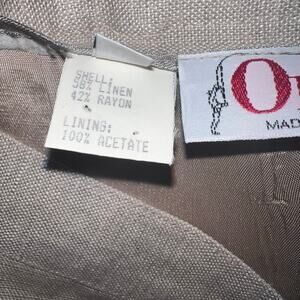 SHELL:
58% LINEN
42% RAYON
LINING:
100% ACETATE
O
MAD